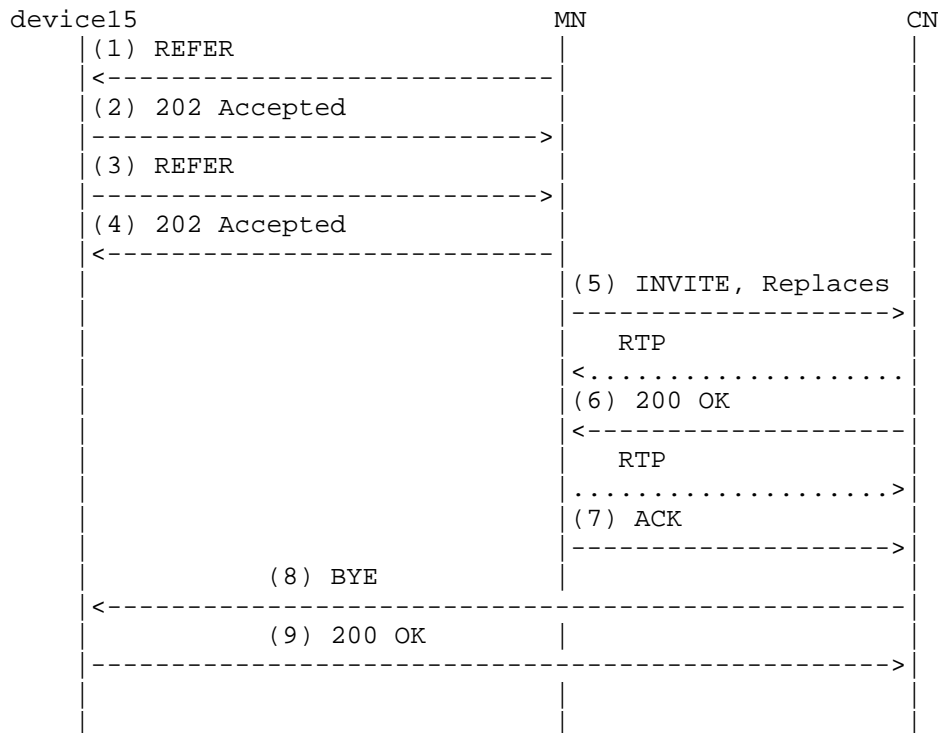 device15 MN CN
(1) REFER
(2) 202 Accepted
(3) REFER
(4) 202 Accepted
(5) INVITE, Replaces
RTP
(6) 200 OK
RTP
(7) ACK
(8) BYE
(9) 200 OK